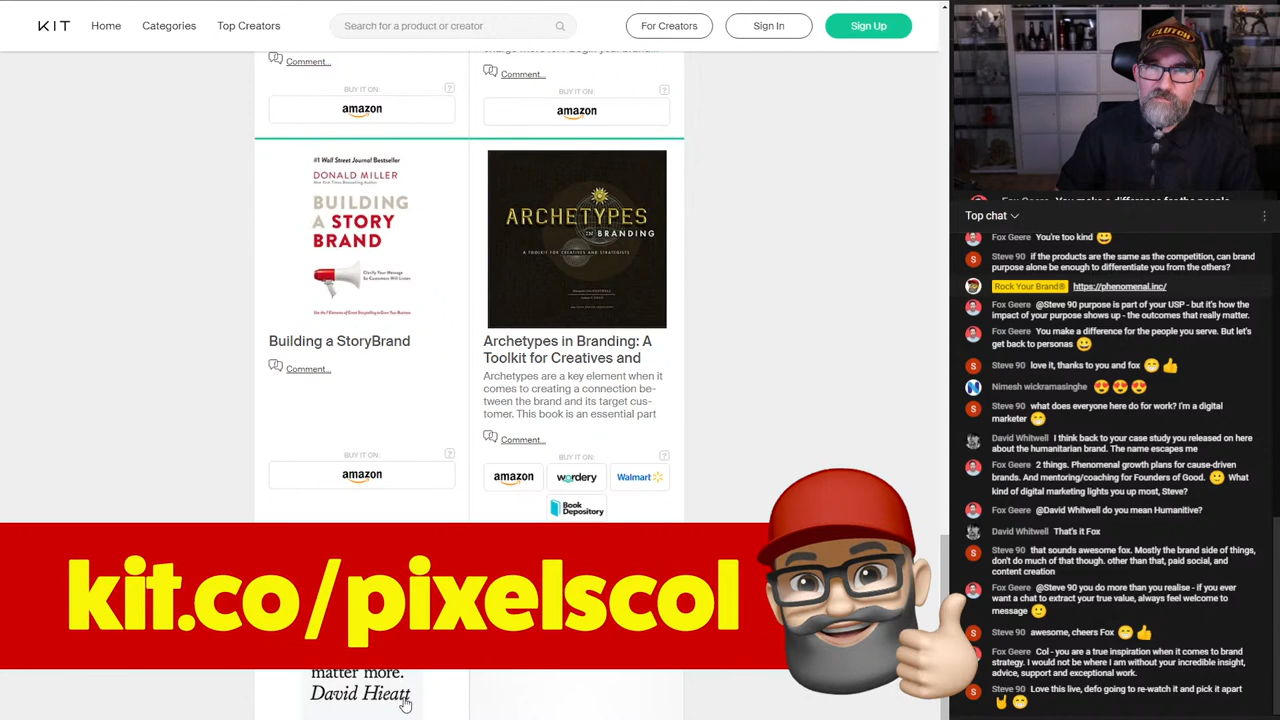 KIT
Home
Categories
Top Creators
Search for a product or creator
For Creators
Sign In
Sign Up
Comment...
BUY IT ON:
?
amazon
Comment...
BUY IT ON:
?
amazon
#1 Wall Street Journal Bestseller
DONALD MILLER
New York Times Bestselling Author
BUILDING
A STORY
BRAND
Clarify Your Message
So Customers Will Listen
Building a StoryBrand
Comment...
BUY IT ON:
?
amazon
ARCHETYPES
IN BRANDING
A TOOLKIT FOR CREATIVES AND STRATEGISTS
Archetypes in Branding: A
Toolkit for Creatives and
Archetypes are a key element when it
comes to creating a connection be-
tween the brand and its target cus-
tomer. This book is an essential part
Comment...
BUY IT ON:
?
amazon
wordery
Walmart
Book
Depository
kit.co/pixelscol
matter more.
David Hieatt
CLUTCH
Top chat
Fox Geere You're too kind 😀
Steve 90 if the products are the same as the competition, can brand
purpose alone be enough to differentiate you from the others?
Rock Your Brand® https://phenomenal.inc/
Fox Geere @Steve 90 purpose is part of your USP - but it's how the
impact of your purpose shows up - the outcomes that really matter.
Fox Geere You make a difference for the people you serve. But let's
get back to personas 😀
Steve 90 love it, thanks to you and fox 😁👍
Nimesh wickramasinghe 😍😍😍
Steve 90 what does everyone here do for work? I'm a digital
marketer 😁
David Whitwell I think back to your case study you released on here
about the humanitarian brand. The name escapes me
Fox Geere 2 things. Phenomenal growth plans for cause-driven
brands. And mentoring/coaching for Founders of Good. 🙂 What
kind of digital marketing lights you up most, Steve?
Fox Geere @David Whitwell do you mean Humanitive?
David Whitwell That's it Fox
Steve 90 that sounds awesome fox. Mostly the brand side of things,
don't do much of that though. other than that, paid social, and
content creation
Fox Geere @Steve 90 you do more than you realise - if you ever
want a chat to extract your true value, always feel welcome to
message 🙂
Steve 90 awesome, cheers Fox 😁👍
Fox Geere Col - you are a true inspiration when it comes to brand
strategy. I would not be where I am without your incredible insight,
advice, support and exceptional work.
Steve 90 Love this live, defo going to re-watch it and pick it apart
🤘😁